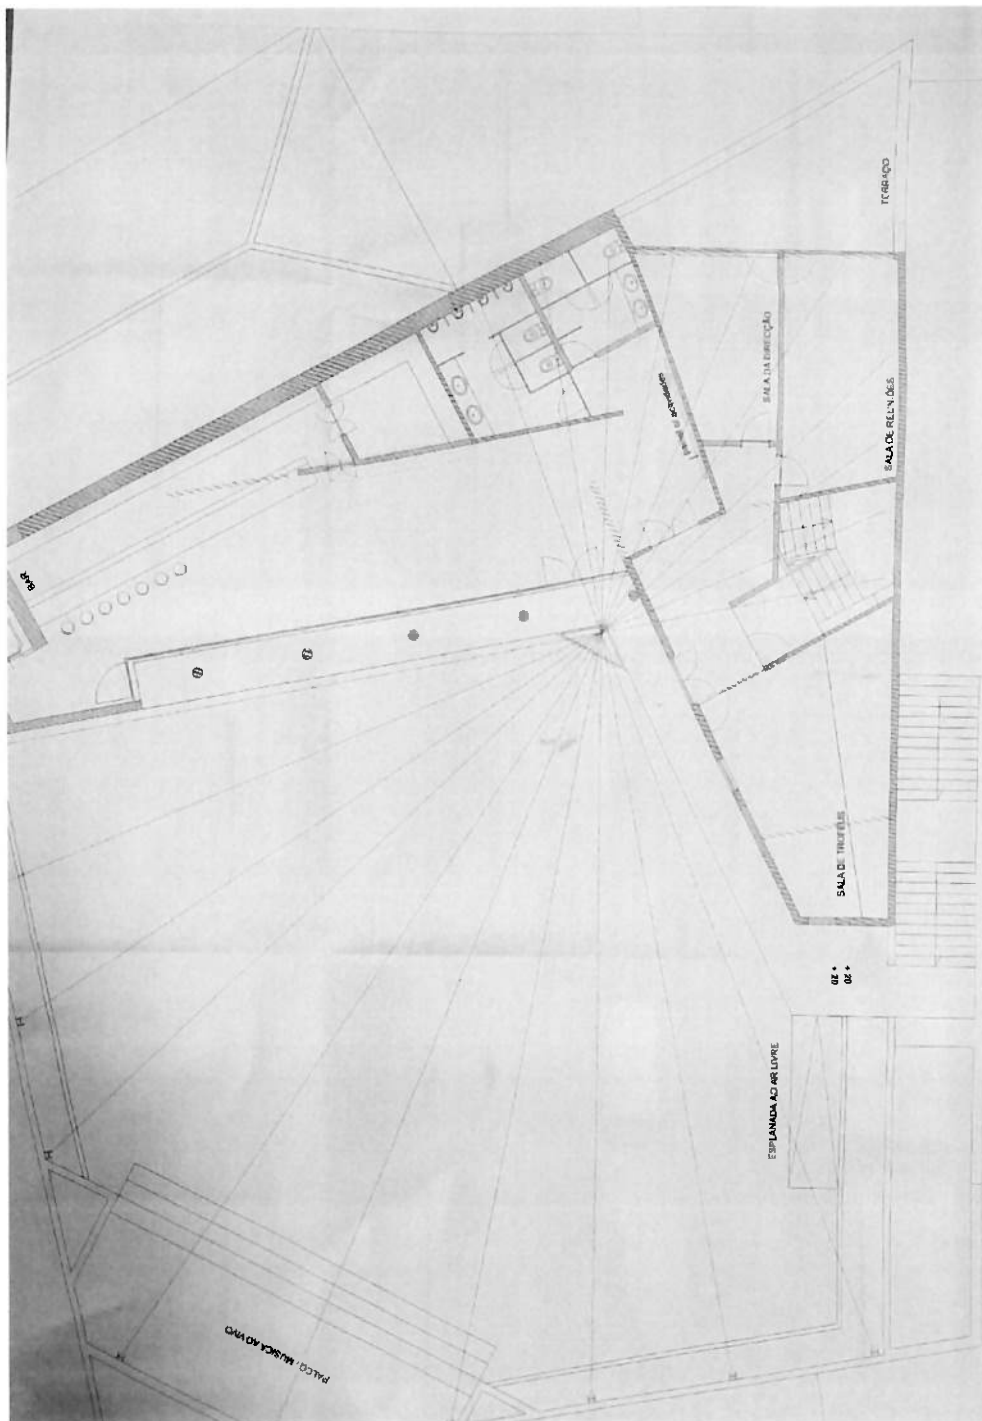 TERRAÇO
SALA DA DIRECÇÃO
SALA DE REUNIÕES
BAR
SALA DE TROFÉUS
+ 20
+ 20
ESPLANADA AO AR LIVRE
PALCO, MUSICA AO VIVO